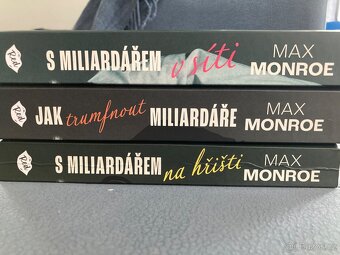 S MILIARDÁŘEM v síti MAX MONROE
JAK trumfnout MILIARDÁŘE MAX MONROE
S MILIARDÁŘEM na hřišti MAX MONROE